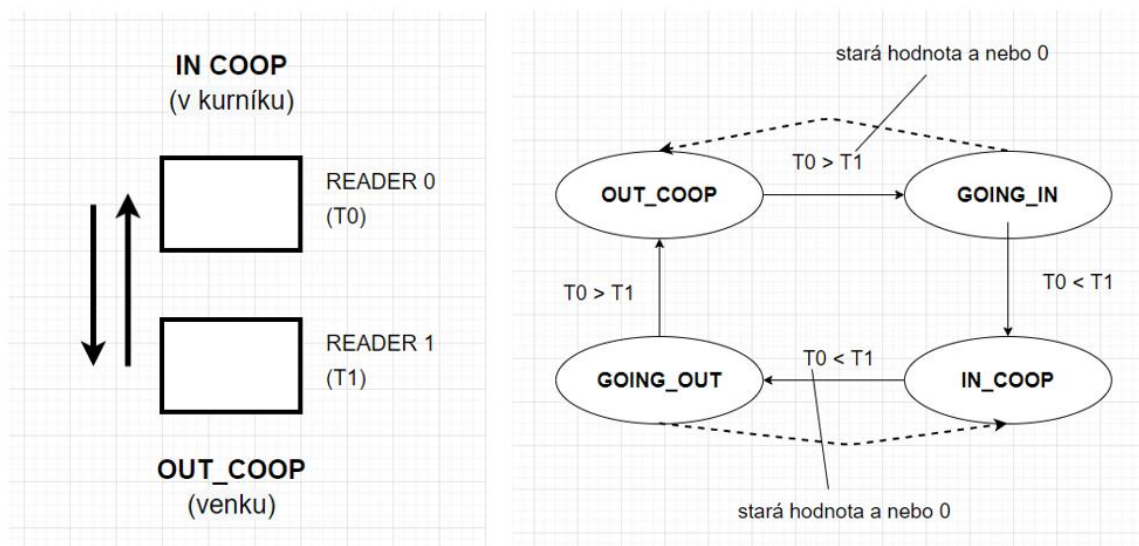 IN COOP
(v kurníku)
READER 0
(T0)
READER 1
(T1)
OUT_COOP
(venku)
stará hodnota a nebo 0
T0 > T1
OUT_COOP
GOING_IN
T0 > T1
T0 < T1
T0 < T1
GOING_OUT
IN_COOP
stará hodnota a nebo 0